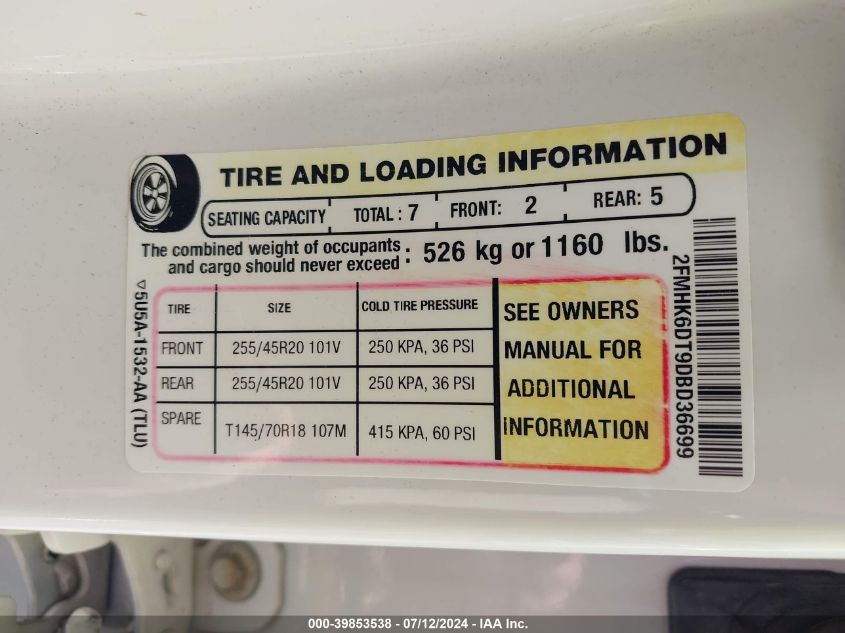 TIRE AND LOADING INFORMATION
SEATING CAPACITY TOTAL : 7 FRONT: 2 REAR: 5
The combined weight of occupants
and cargo should never exceed : 526 kg or 1160 lbs.
TIRE SIZE COLD TIRE PRESSURE
FRONT 255/45R20 101V 250 KPA, 36 PSI
REAR 255/45R20 101V 250 KPA, 36 PSI
SPARE T145/70R18 107M 415 KPA, 60 PSI
SEE OWNERS
MANUAL FOR
ADDITIONAL
INFORMATION
▽5U5A-1532-AA (TLU)
2FMHK6DT9DBD36699
000-39853538 - 07/12/2024 - IAA Inc.